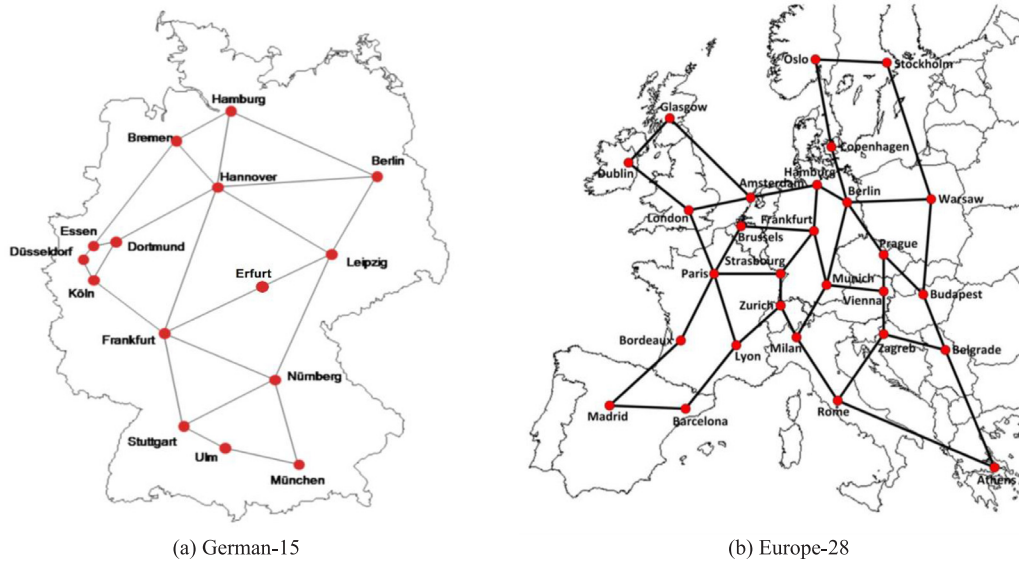 Hamburg
Bremen
Berlin
Hannover
Essen
Dortmund
Düsseldorf
Leipzig
Köln
Erfurt
Frankfurt
Nürnberg
Stuttgart
Ulm
München
(a) German-15
Oslo
Stockholm
Glasgow
Copenhagen
Dublin
Hamburg
Amsterdam
Berlin
Warsaw
London
Frankfurt
Brussels
Prague
Strasbourg
Paris
Munich
Vienna
Budapest
Zurich
Bordeaux
Lyon
Milan
Zagreb
Belgrade
Madrid
Barcelona
Rome
Athens
(b) Europe-28